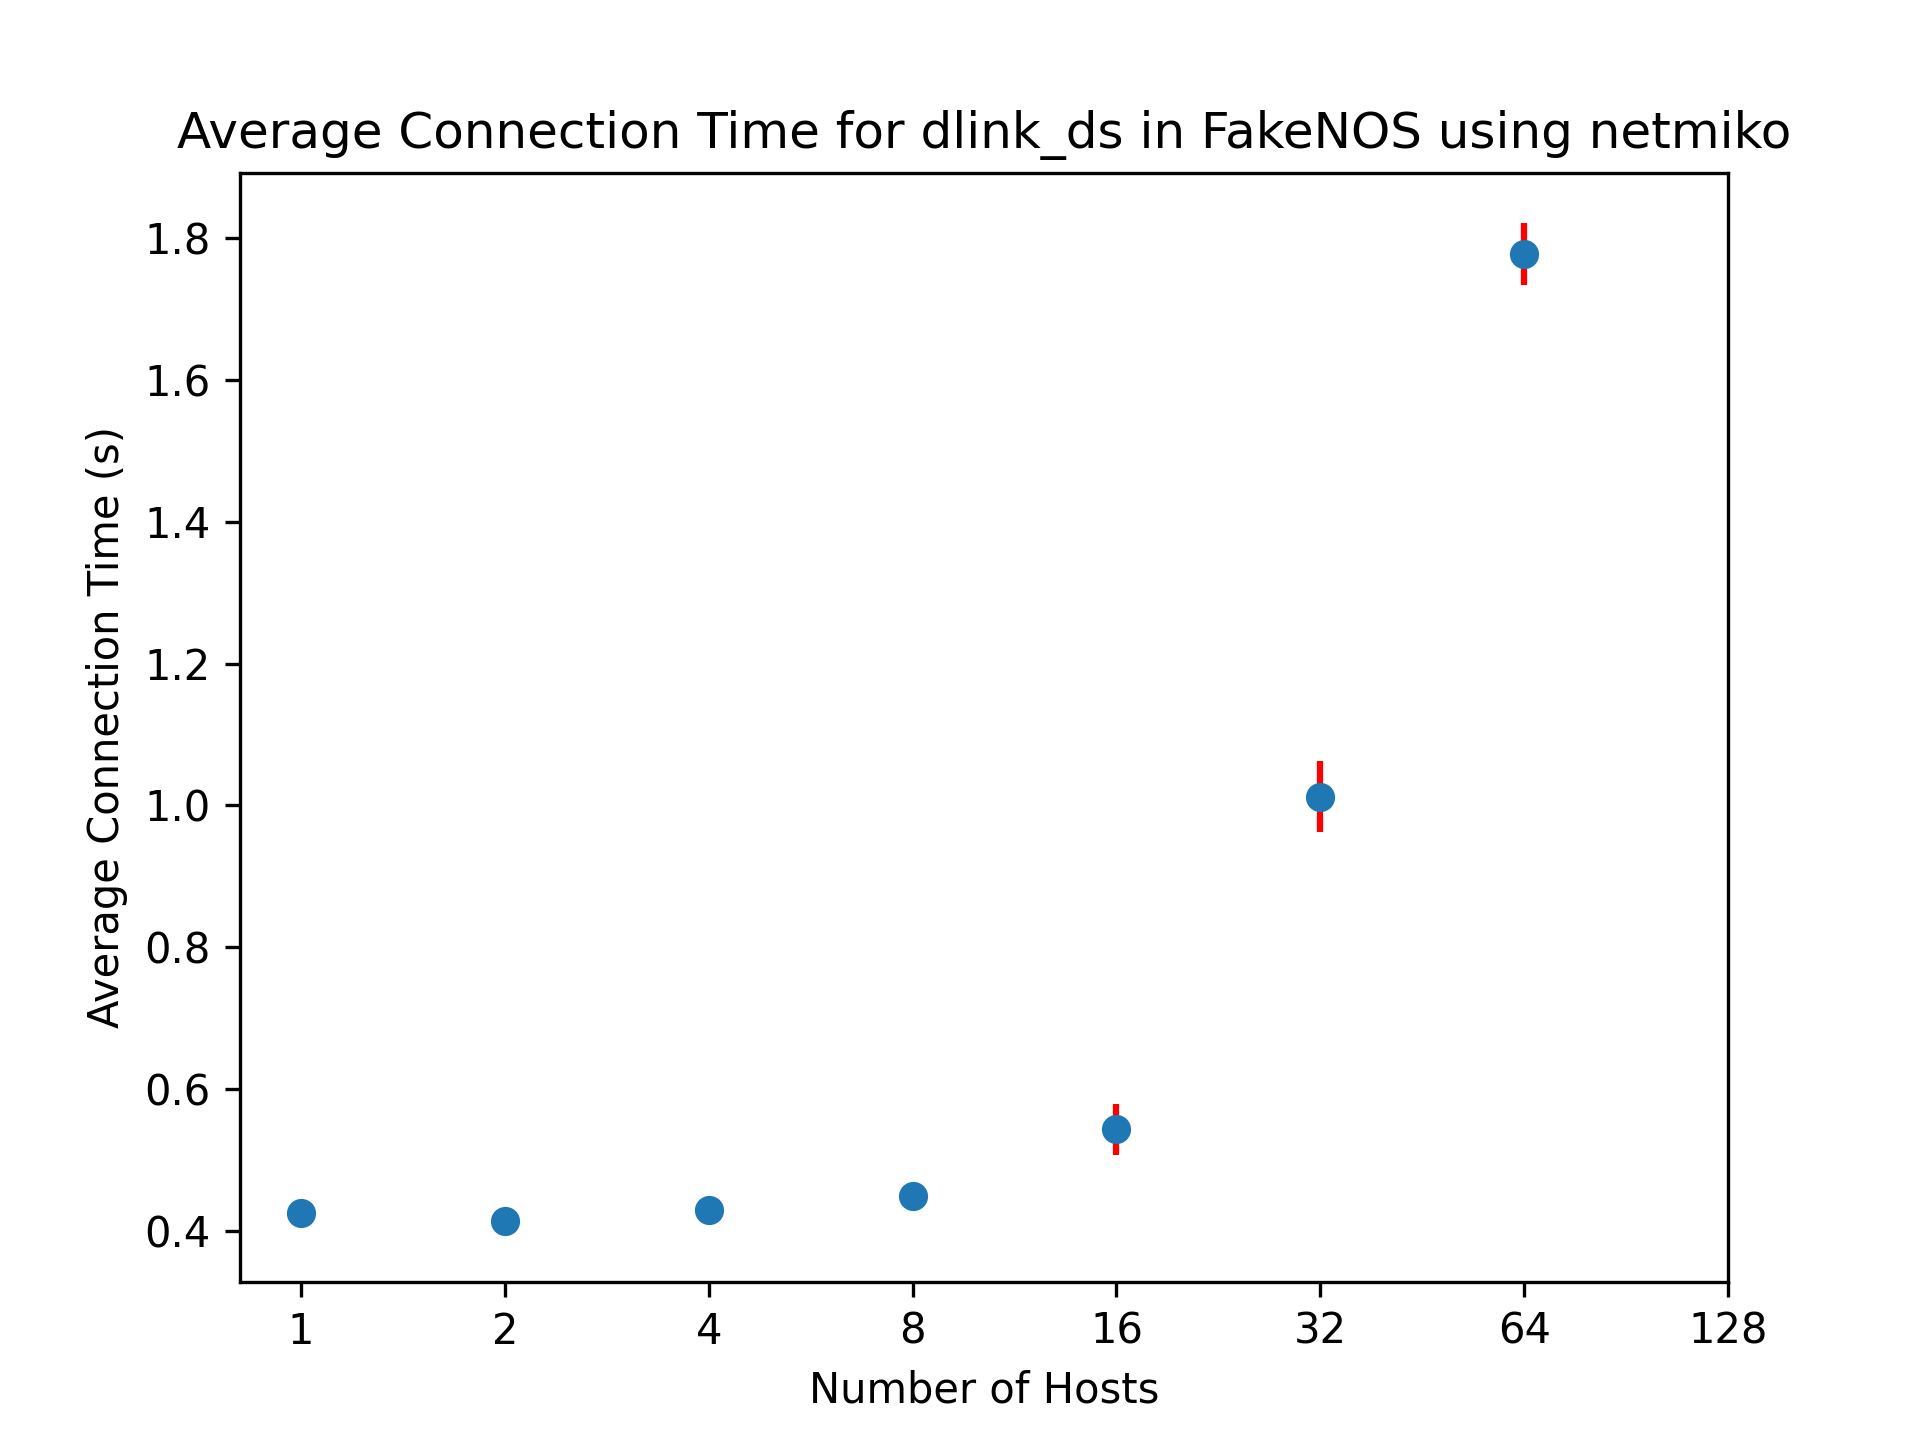 Average Connection Time for dlink_ds in FakeNOS using netmiko
Average Connection Time (s)
1.8
1.6
1.4
1.2
1.0
0.8
0.6
0.4
1 2 4 8 16 32 64 128
Number of Hosts